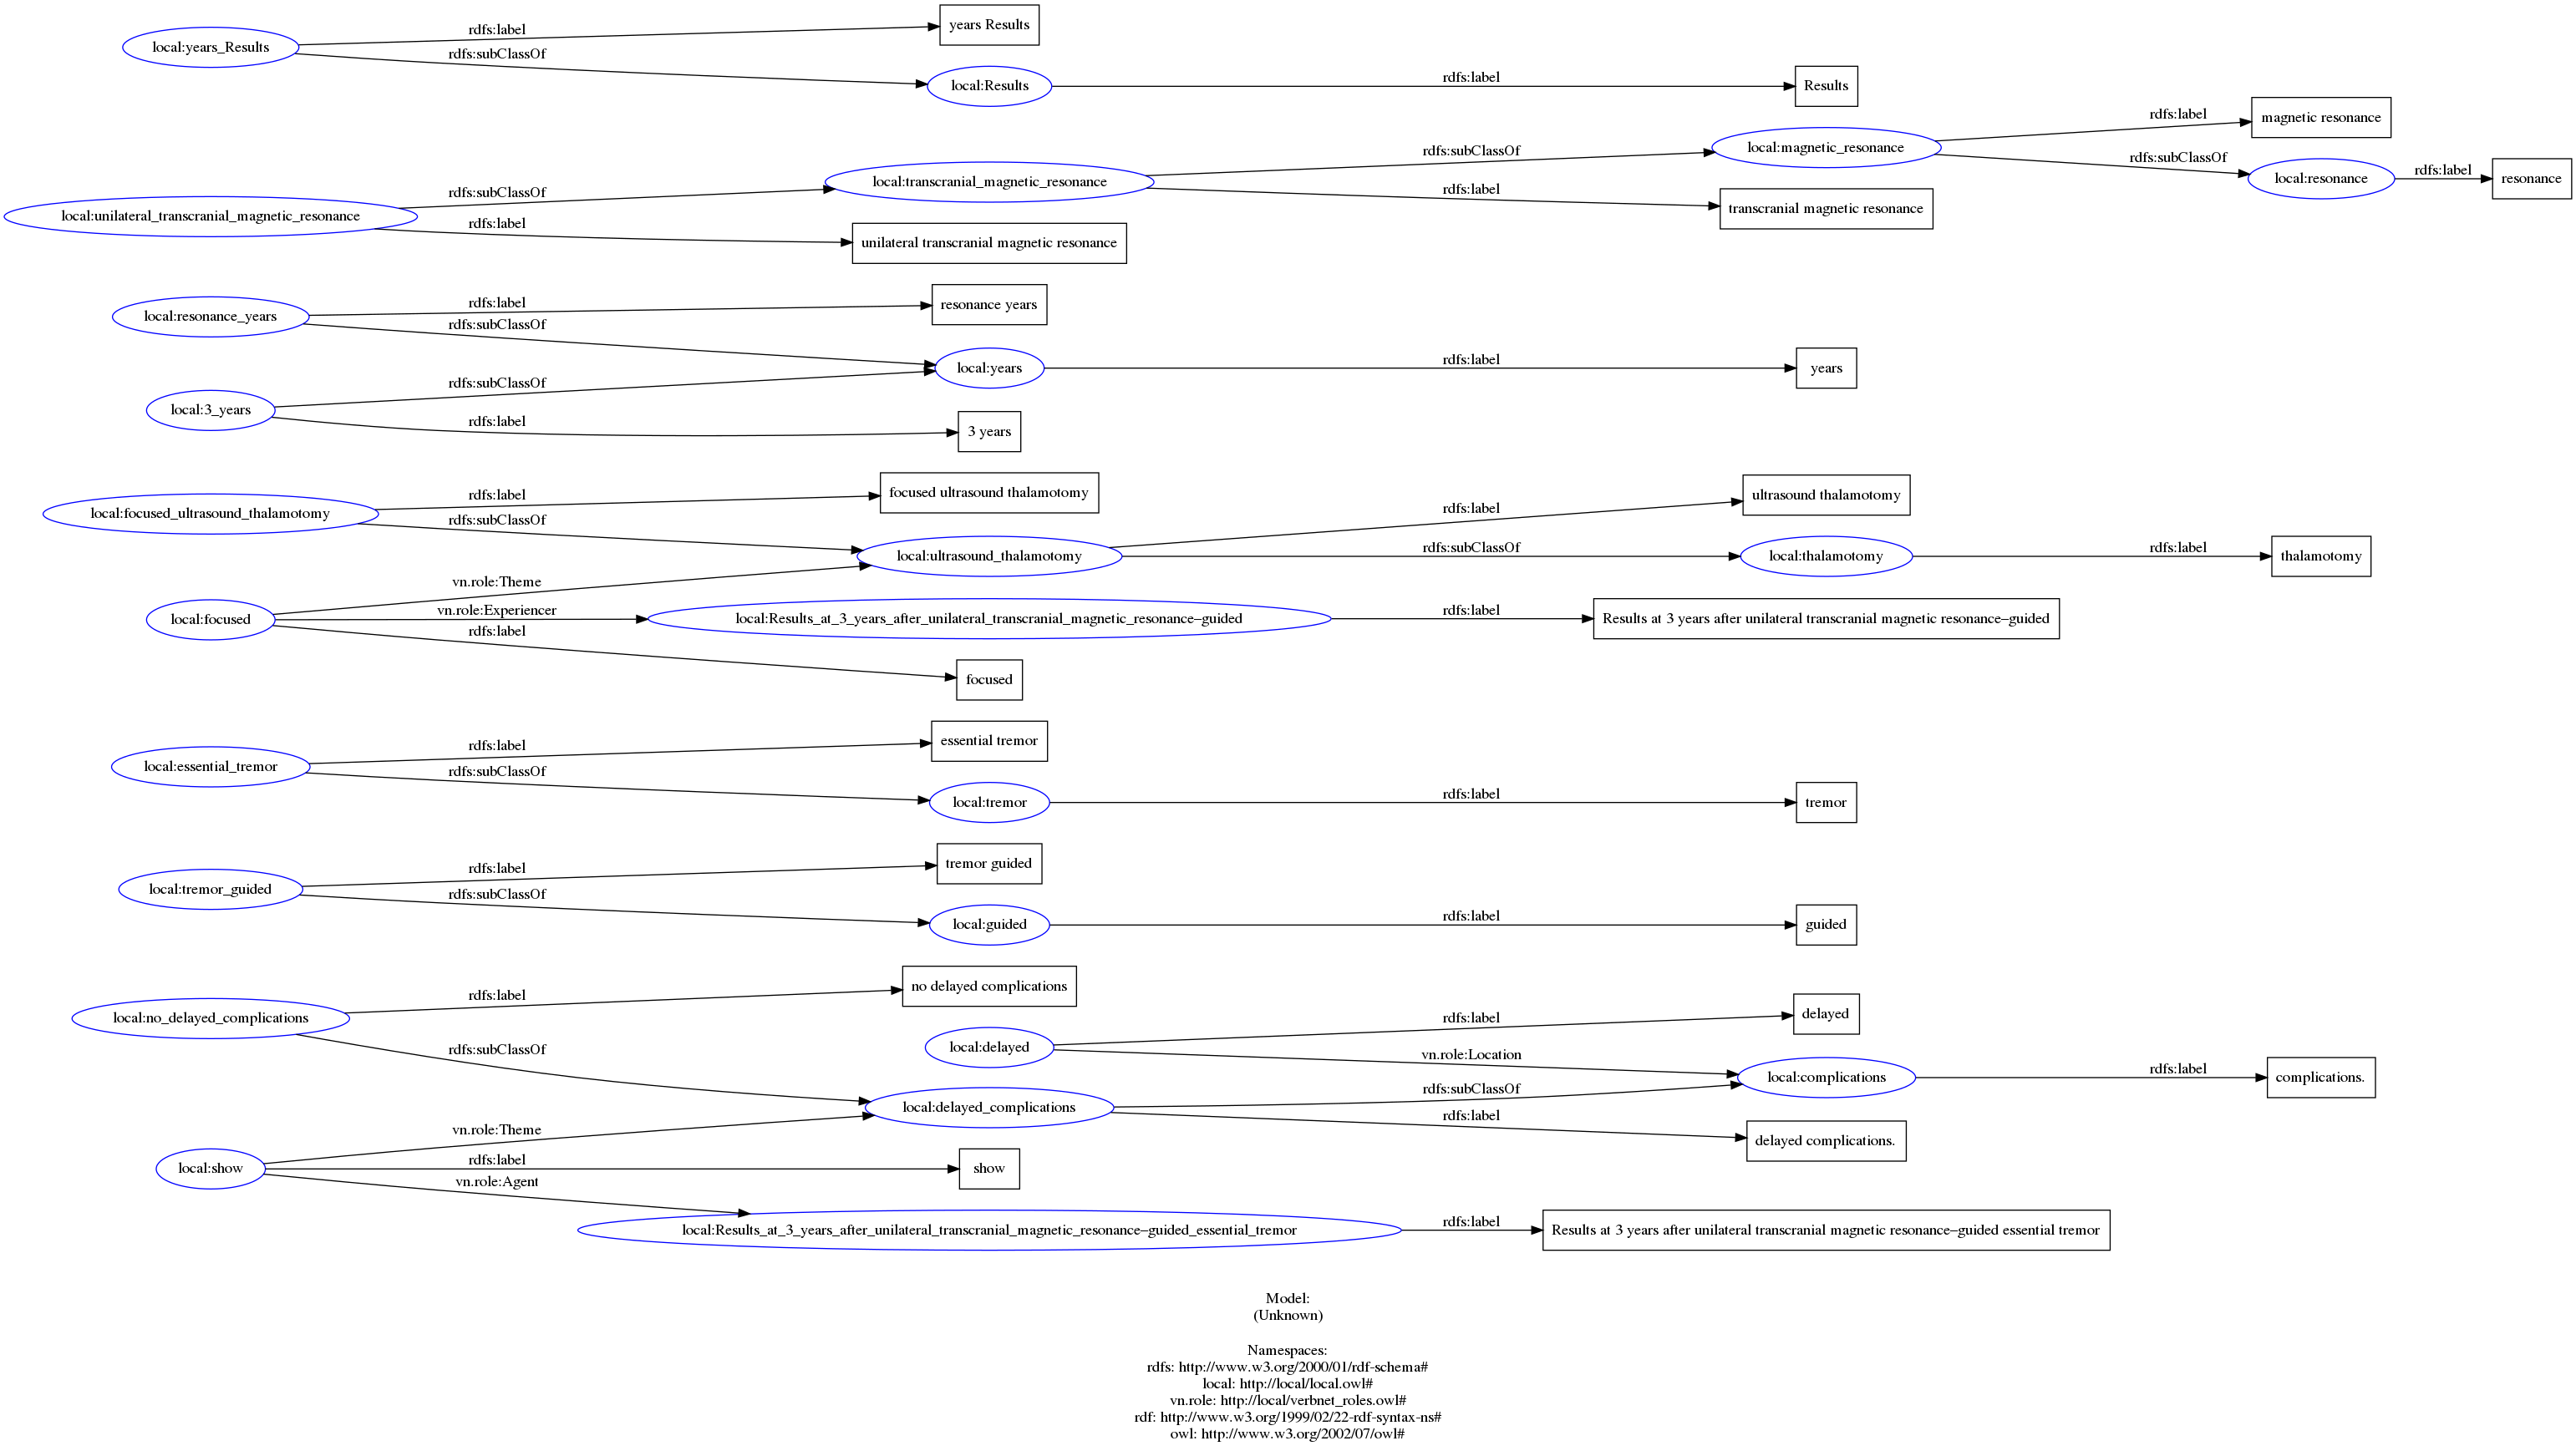 rdfs:label
years Results
local:years_Results
rdfs:subClassOf
local:Results
rdfs:label
Results
local:unilateral_transcranial_magnetic_resonance
rdfs:subClassOf
local:transcranial_magnetic_resonance
rdfs:subClassOf
local:magnetic_resonance
rdfs:label
magnetic resonance
rdfs:subClassOf
local:resonance
rdfs:label
resonance
rdfs:label
transcranial magnetic resonance
rdfs:label
unilateral transcranial magnetic resonance
local:resonance_years
rdfs:label
resonance years
rdfs:subClassOf
local:years
rdfs:label
years
local:3_years
rdfs:subClassOf
rdfs:label
3 years
local:focused_ultrasound_thalamotomy
rdfs:label
focused ultrasound thalamotomy
rdfs:subClassOf
local:ultrasound_thalamotomy
rdfs:label
ultrasound thalamotomy
rdfs:subClassOf
local:thalamotomy
rdfs:label
thalamotomy
local:focused
vn.role:Theme
vn.role:Experiencer
local:Results_at_3_years_after_unilateral_transcranial_magnetic_resonance–guided
rdfs:label
Results at 3 years after unilateral transcranial magnetic resonance–guided
rdfs:label
focused
local:essential_tremor
rdfs:label
essential tremor
rdfs:subClassOf
local:tremor
rdfs:label
tremor
local:tremor_guided
rdfs:label
tremor guided
rdfs:subClassOf
local:guided
rdfs:label
guided
local:no_delayed_complications
rdfs:label
no delayed complications
rdfs:subClassOf
local:delayed
rdfs:label
delayed
vn.role:Location
local:complications
rdfs:label
complications.
local:delayed_complications
rdfs:subClassOf
rdfs:label
delayed complications.
local:show
vn.role:Theme
rdfs:label
show
vn.role:Agent
local:Results_at_3_years_after_unilateral_transcranial_magnetic_resonance–guided_essential_tremor
rdfs:label
Results at 3 years after unilateral transcranial magnetic resonance–guided essential tremor
Model:
(Unknown)
Namespaces:
rdfs: http://www.w3.org/2000/01/rdf-schema#
local: http://local/local.owl#
vn.role: http://local/verbnet_roles.owl#
rdf: http://www.w3.org/1999/02/22-rdf-syntax-ns#
owl: http://www.w3.org/2002/07/owl#